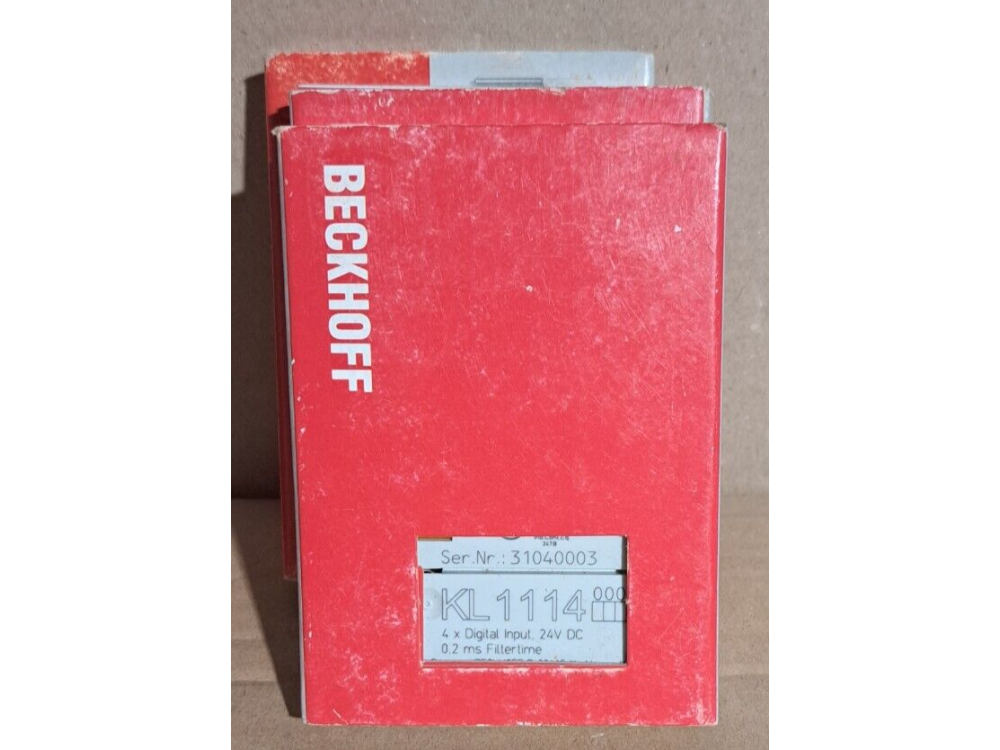 BECKHOFF
Ser.Nr.: 31040003
KL1114 000
4 x Digital Input, 24V DC
0,2 ms Filtertime